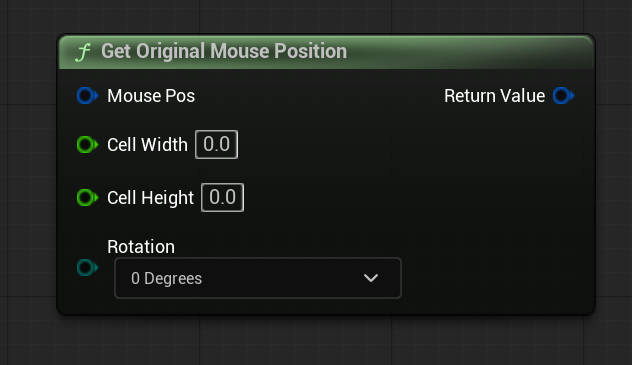 f Get Original Mouse Position
Mouse Pos Return Value
Cell Width 0.0
Cell Height 0.0
Rotation
0 Degrees